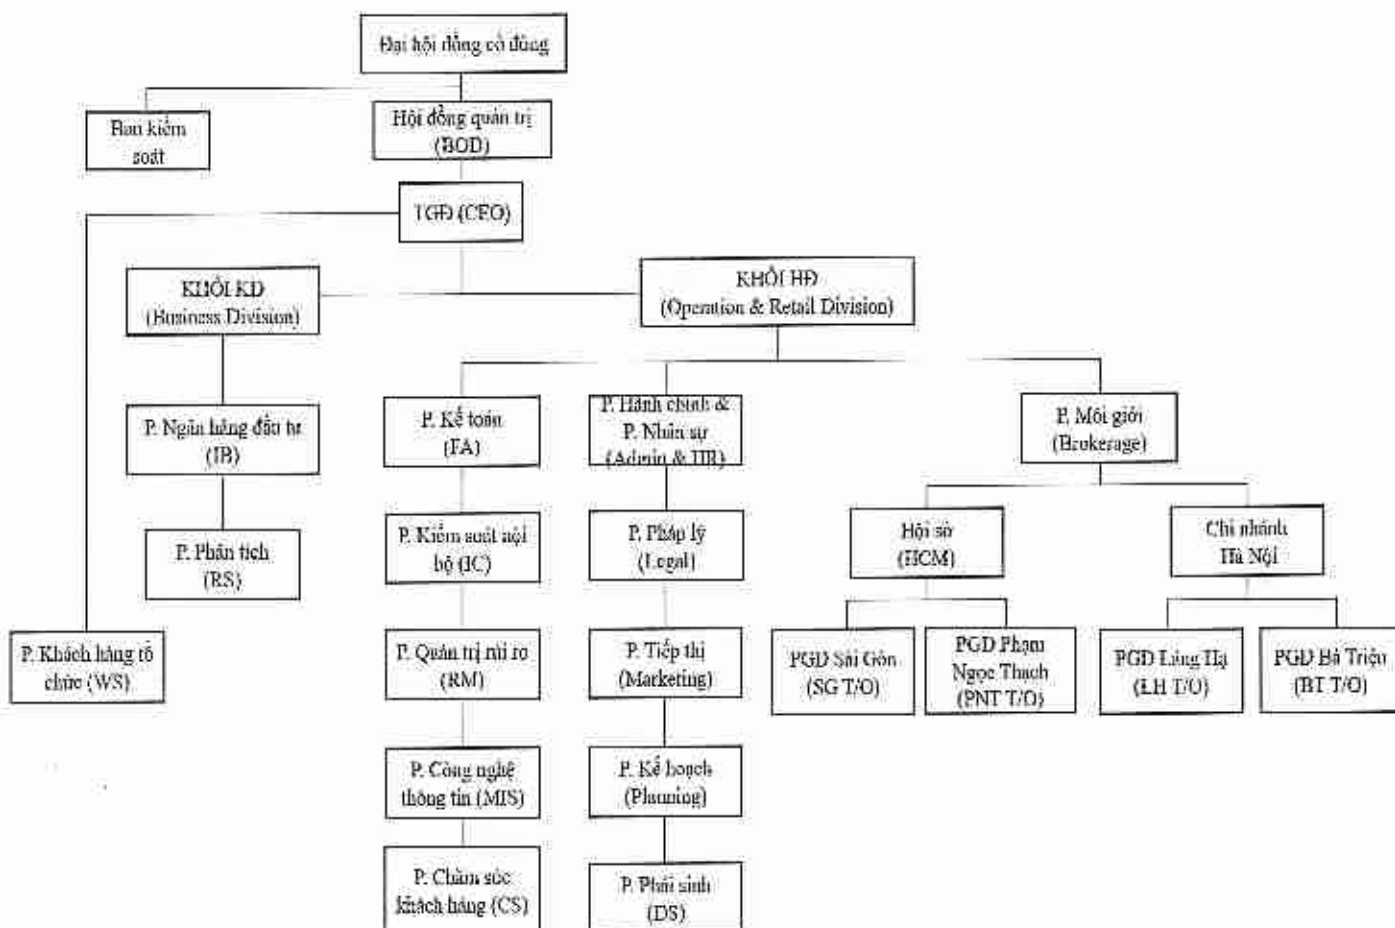 Đại hội đồng cổ đông
Ban kiểm
soát
Hội đồng quản trị
(BOD)
TGĐ (CEO)
KHỐI KD
(Business Division)
KHỐI HĐ
(Operation & Retail Division)
P. Ngân hàng đầu tư
(IB)
P. Kế toán
(FA)
P. Hành chính &
P. Nhân sự
(Admin & HR)
P. Môi giới
(Brokerage)
P. Phân tích
(RS)
P. Kiểm soát nội
bộ (IC)
P. Pháp lý
(Legal)
Hội sở
(HCM)
Chi nhánh
Hà Nội
P. Khách hàng tổ
chức (WS)
P. Quản trị rủi ro
(RM)
P. Tiếp thị
(Marketing)
PGD Sài Gòn
(SG T/O)
PGD Phạm
Ngọc Thạch
(PNT T/O)
PGD Láng Hạ
(LH T/O)
PGD Bà Triệu
(BT T/O)
P. Công nghệ
thông tin (MIS)
P. Kế hoạch
(Planning)
P. Chăm sóc
khách hàng (CS)
P. Phái sinh
(DS)